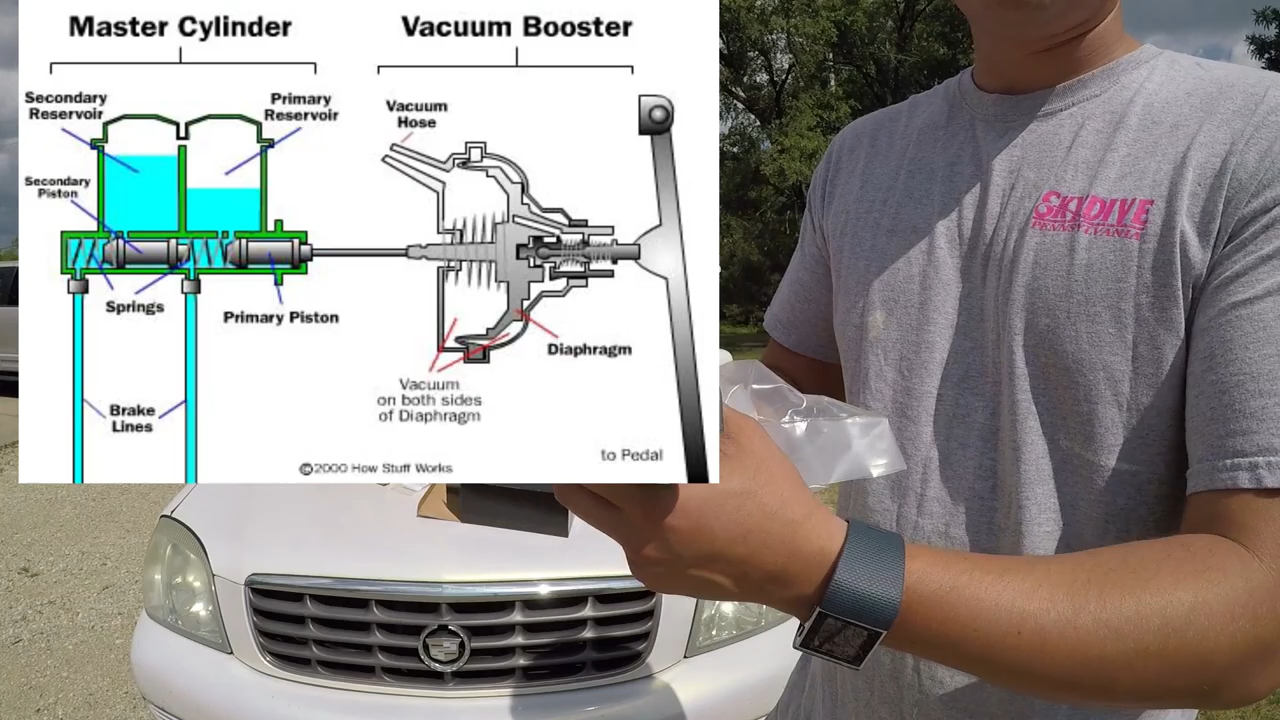 Master Cylinder
Vacuum Booster
Secondary
Reservoir
Primary
Reservoir
Vacuum
Hose
Secondary
Piston
Springs
Primary Piston
Diaphragm
Vacuum
on both sides
of Diaphragm
Brake
Lines
to Pedal
©2000 How Stuff Works
SKYDIVE
PENNSYLVANIA